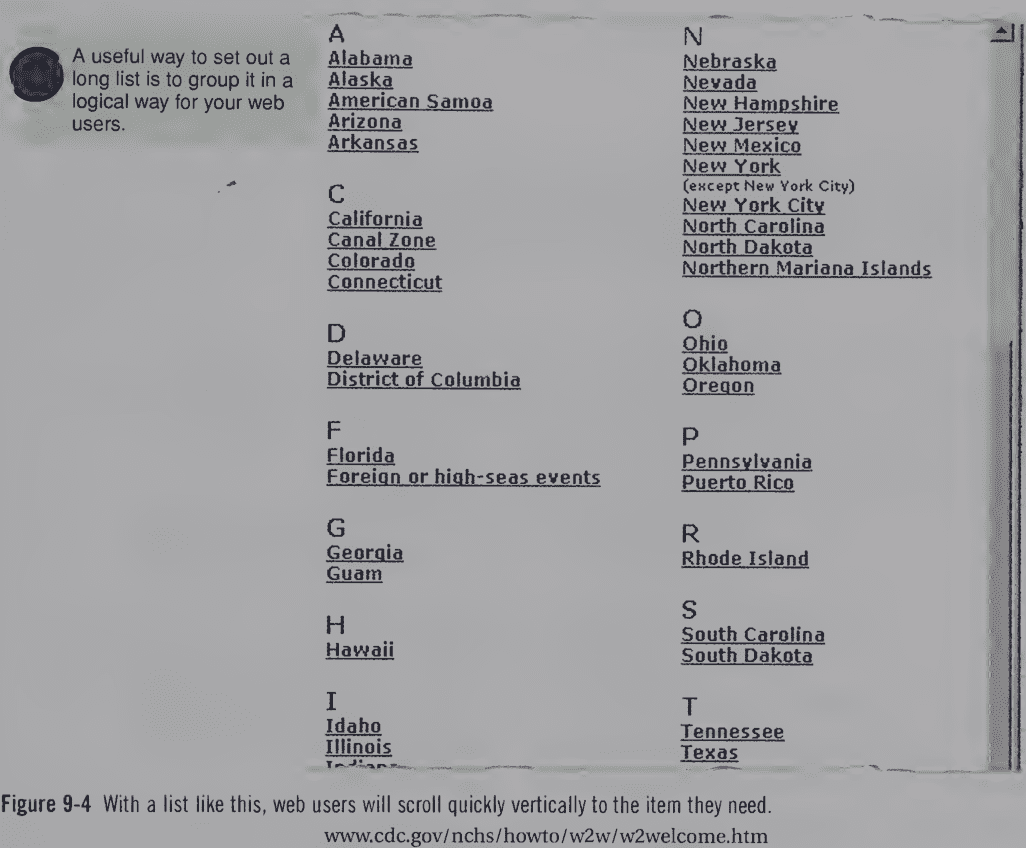 A useful way to set out a
long list is to group it in a
logical way for your web
users.
A
Alabama
Alaska
American Samoa
Arizona
Arkansas
C
California
Canal Zone
Colorado
Connecticut
D
Delaware
District of Columbia
F
Florida
Foreign or high-seas events
G
Georgia
Guam
H
Hawaii
I
Idaho
Illinois
N
Nebraska
Nevada
New Hampshire
New Jersey
New Mexico
New York
(except New York City)
New York City
North Carolina
North Dakota
Northern Mariana Islands
O
Ohio
Oklahoma
Oregon
P
Pennsylvania
Puerto Rico
R
Rhode Island
S
South Carolina
South Dakota
T
Tennessee
Texas
Figure 9-4 With a list like this, web users will scroll quickly vertically to the item they need.
www.cdc.gov/nchs/howto/w2w/w2welcome.htm